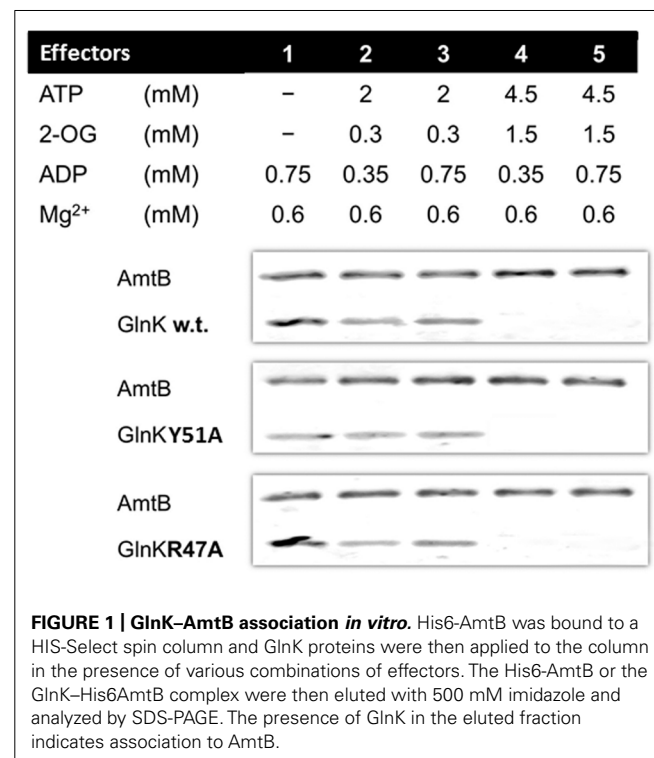 Effectors 1 2 3 4 5
ATP (mM) – 2 2 4.5 4.5
2-OG (mM) – 0.3 0.3 1.5 1.5
ADP (mM) 0.75 0.35 0.75 0.35 0.75
Mg²⁺ (mM) 0.6 0.6 0.6 0.6 0.6
AmtB
GlnK w.t.
AmtB
GlnKY51A
AmtB
GlnKR47A
FIGURE 1 | GlnK–AmtB association in vitro. His6-AmtB was bound to a
HIS-Select spin column and GlnK proteins were then applied to the column
in the presence of various combinations of effectors. The His6-AmtB or the
GlnK–His6AmtB complex were then eluted with 500 mM imidazole and
analyzed by SDS-PAGE. The presence of GlnK in the eluted fraction
indicates association to AmtB.